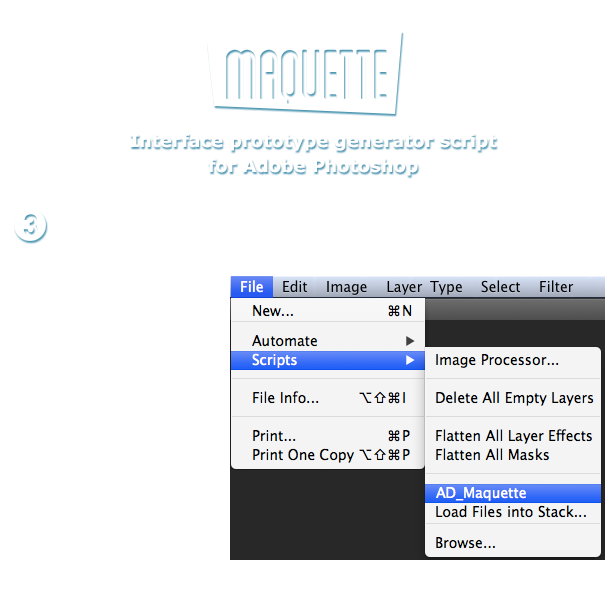 MAQUETTE
Interface prototype generator script
for Adobe Photoshop
3
File Edit Image Layer Type Select Filter
New... ⌘N
Automate ▶
Scripts ▶
Image Processor...
File Info... ⌥⇧⌘I
Delete All Empty Layers
Print... ⌘P
Flatten All Layer Effects
Print One Copy ⌥⇧⌘P
Flatten All Masks
AD_Maquette
Load Files into Stack...
Browse...